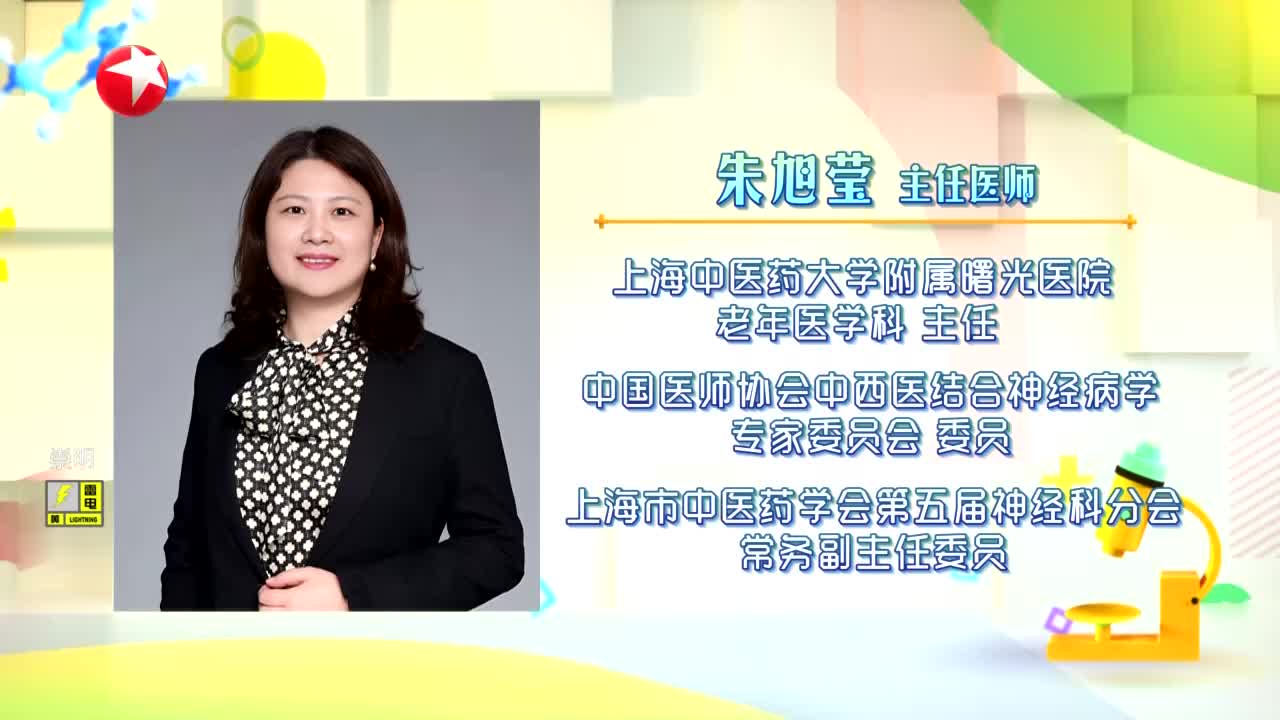 朱旭莹 主任医师
上海中医药大学附属曙光医院
老年医学科 主任
中国医师协会中西医结合神经病学
专家委员会 委员
上海市中医药学会第五届神经科分会
常务副主任委员
崇明
雷电
黄 LIGHTNING